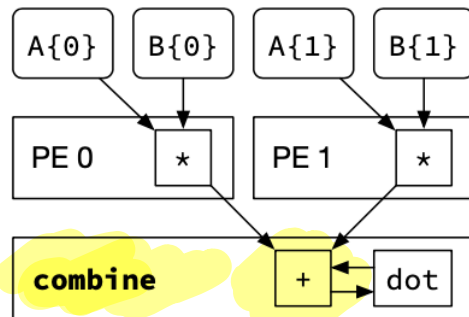 A{0} B{0} A{1} B{1}
PE 0 * PE 1 *
combine + dot